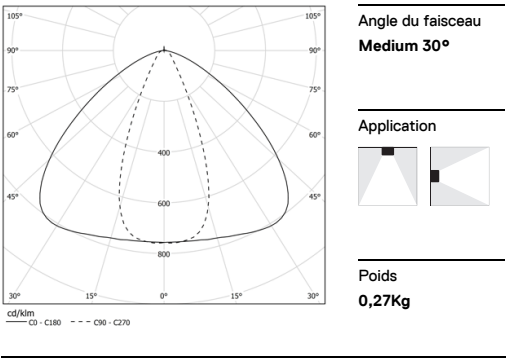 105° 105°
90° 90°
75° 75°
60° 60°
400
45° 600 45°
800
30° 15° 0° 15° 30°
cd/klm
C0 - C180 C90 - C270
Angle du faisceau
Medium 30°
Application
Poids
0,27Kg